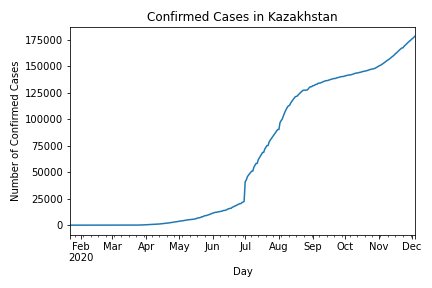 Confirmed Cases in Kazakhstan
Number of Confirmed Cases
175000
150000
125000
100000
75000
50000
25000
0
Feb Mar Apr May Jun Jul Aug Sep Oct Nov Dec
2020
Day